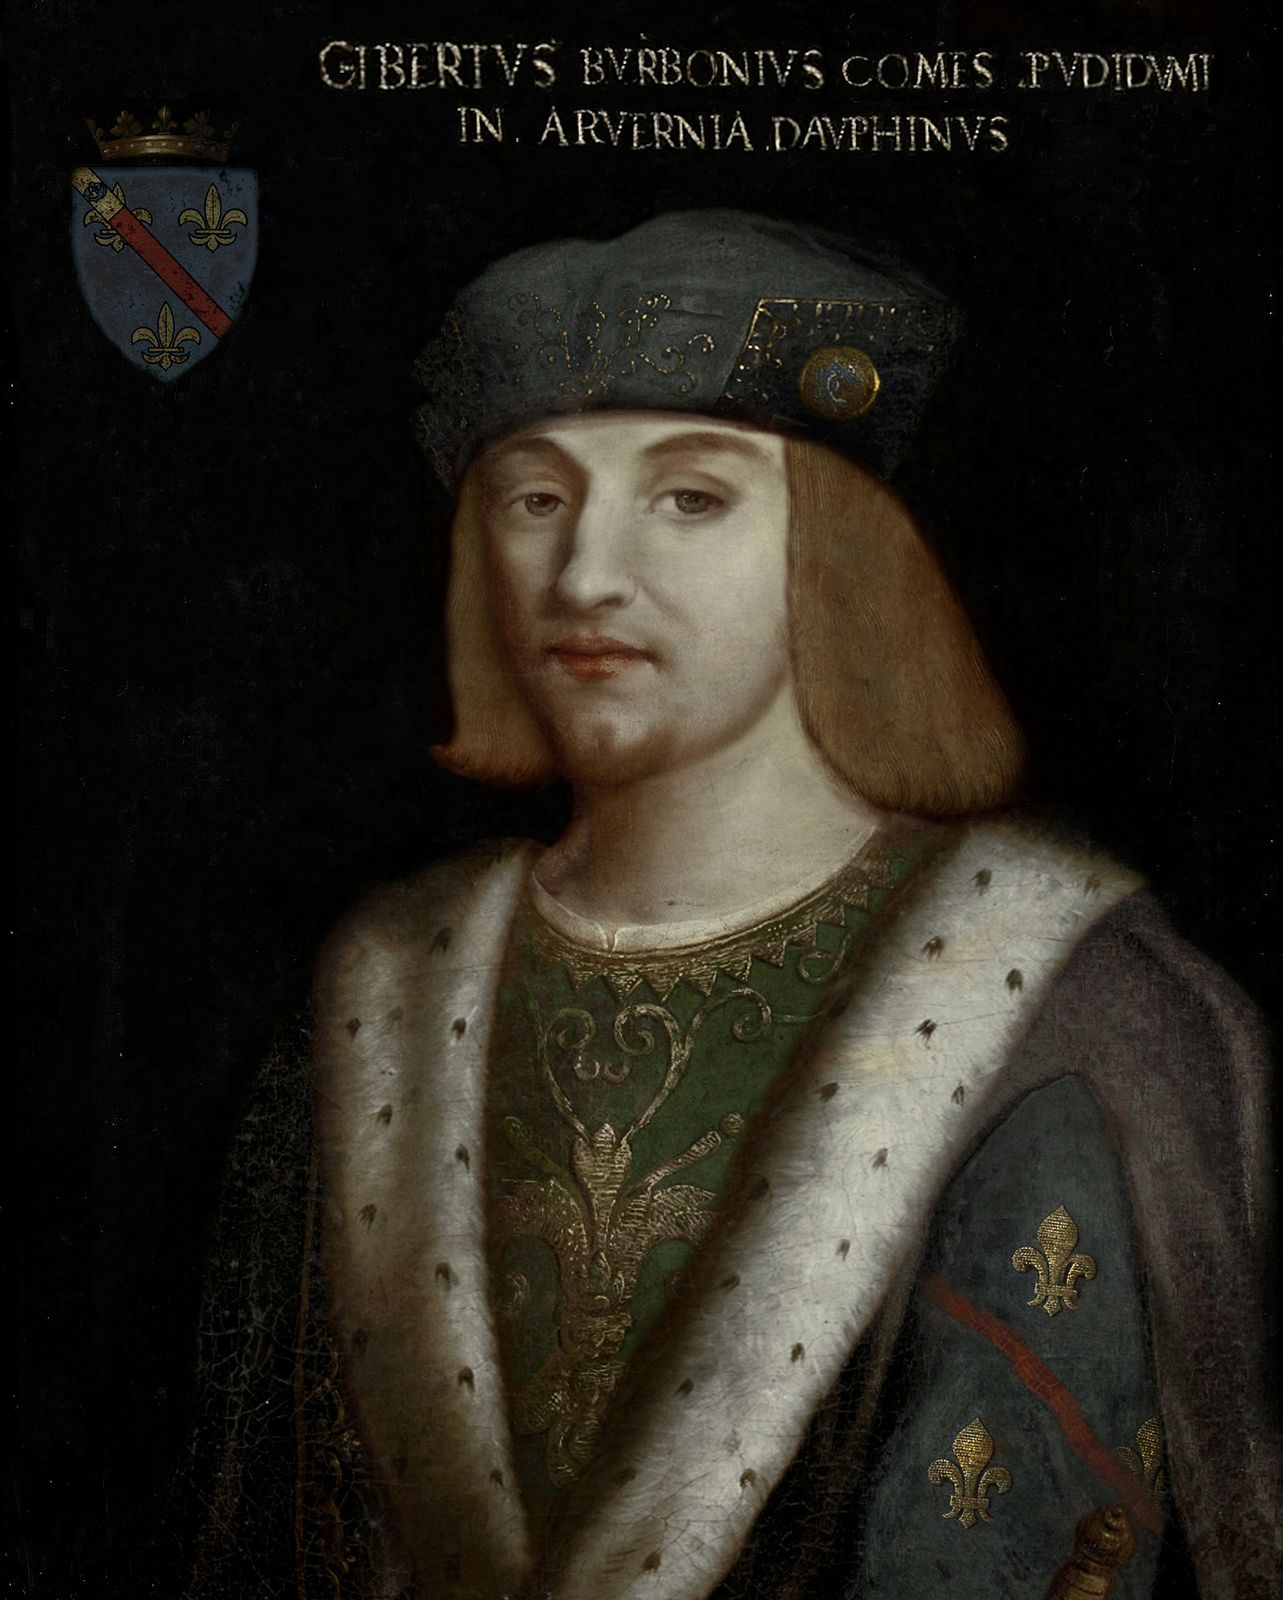 GIBERTVS BVRBONIVS COMES .PVDIDVMI
IN. ARVERNIA .DAVPHINVS